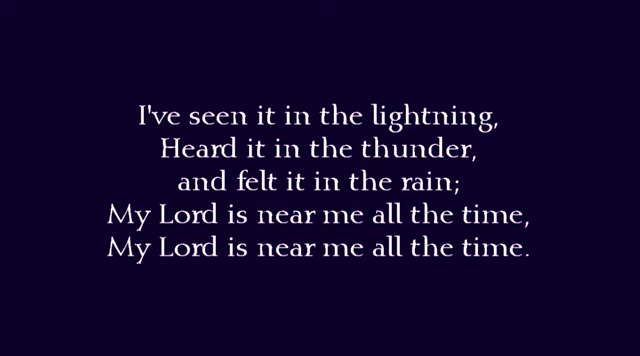 I've seen it in the lightning,
Heard it in the thunder,
and felt it in the rain;
My Lord is near me all the time,
My Lord is near me all the time.